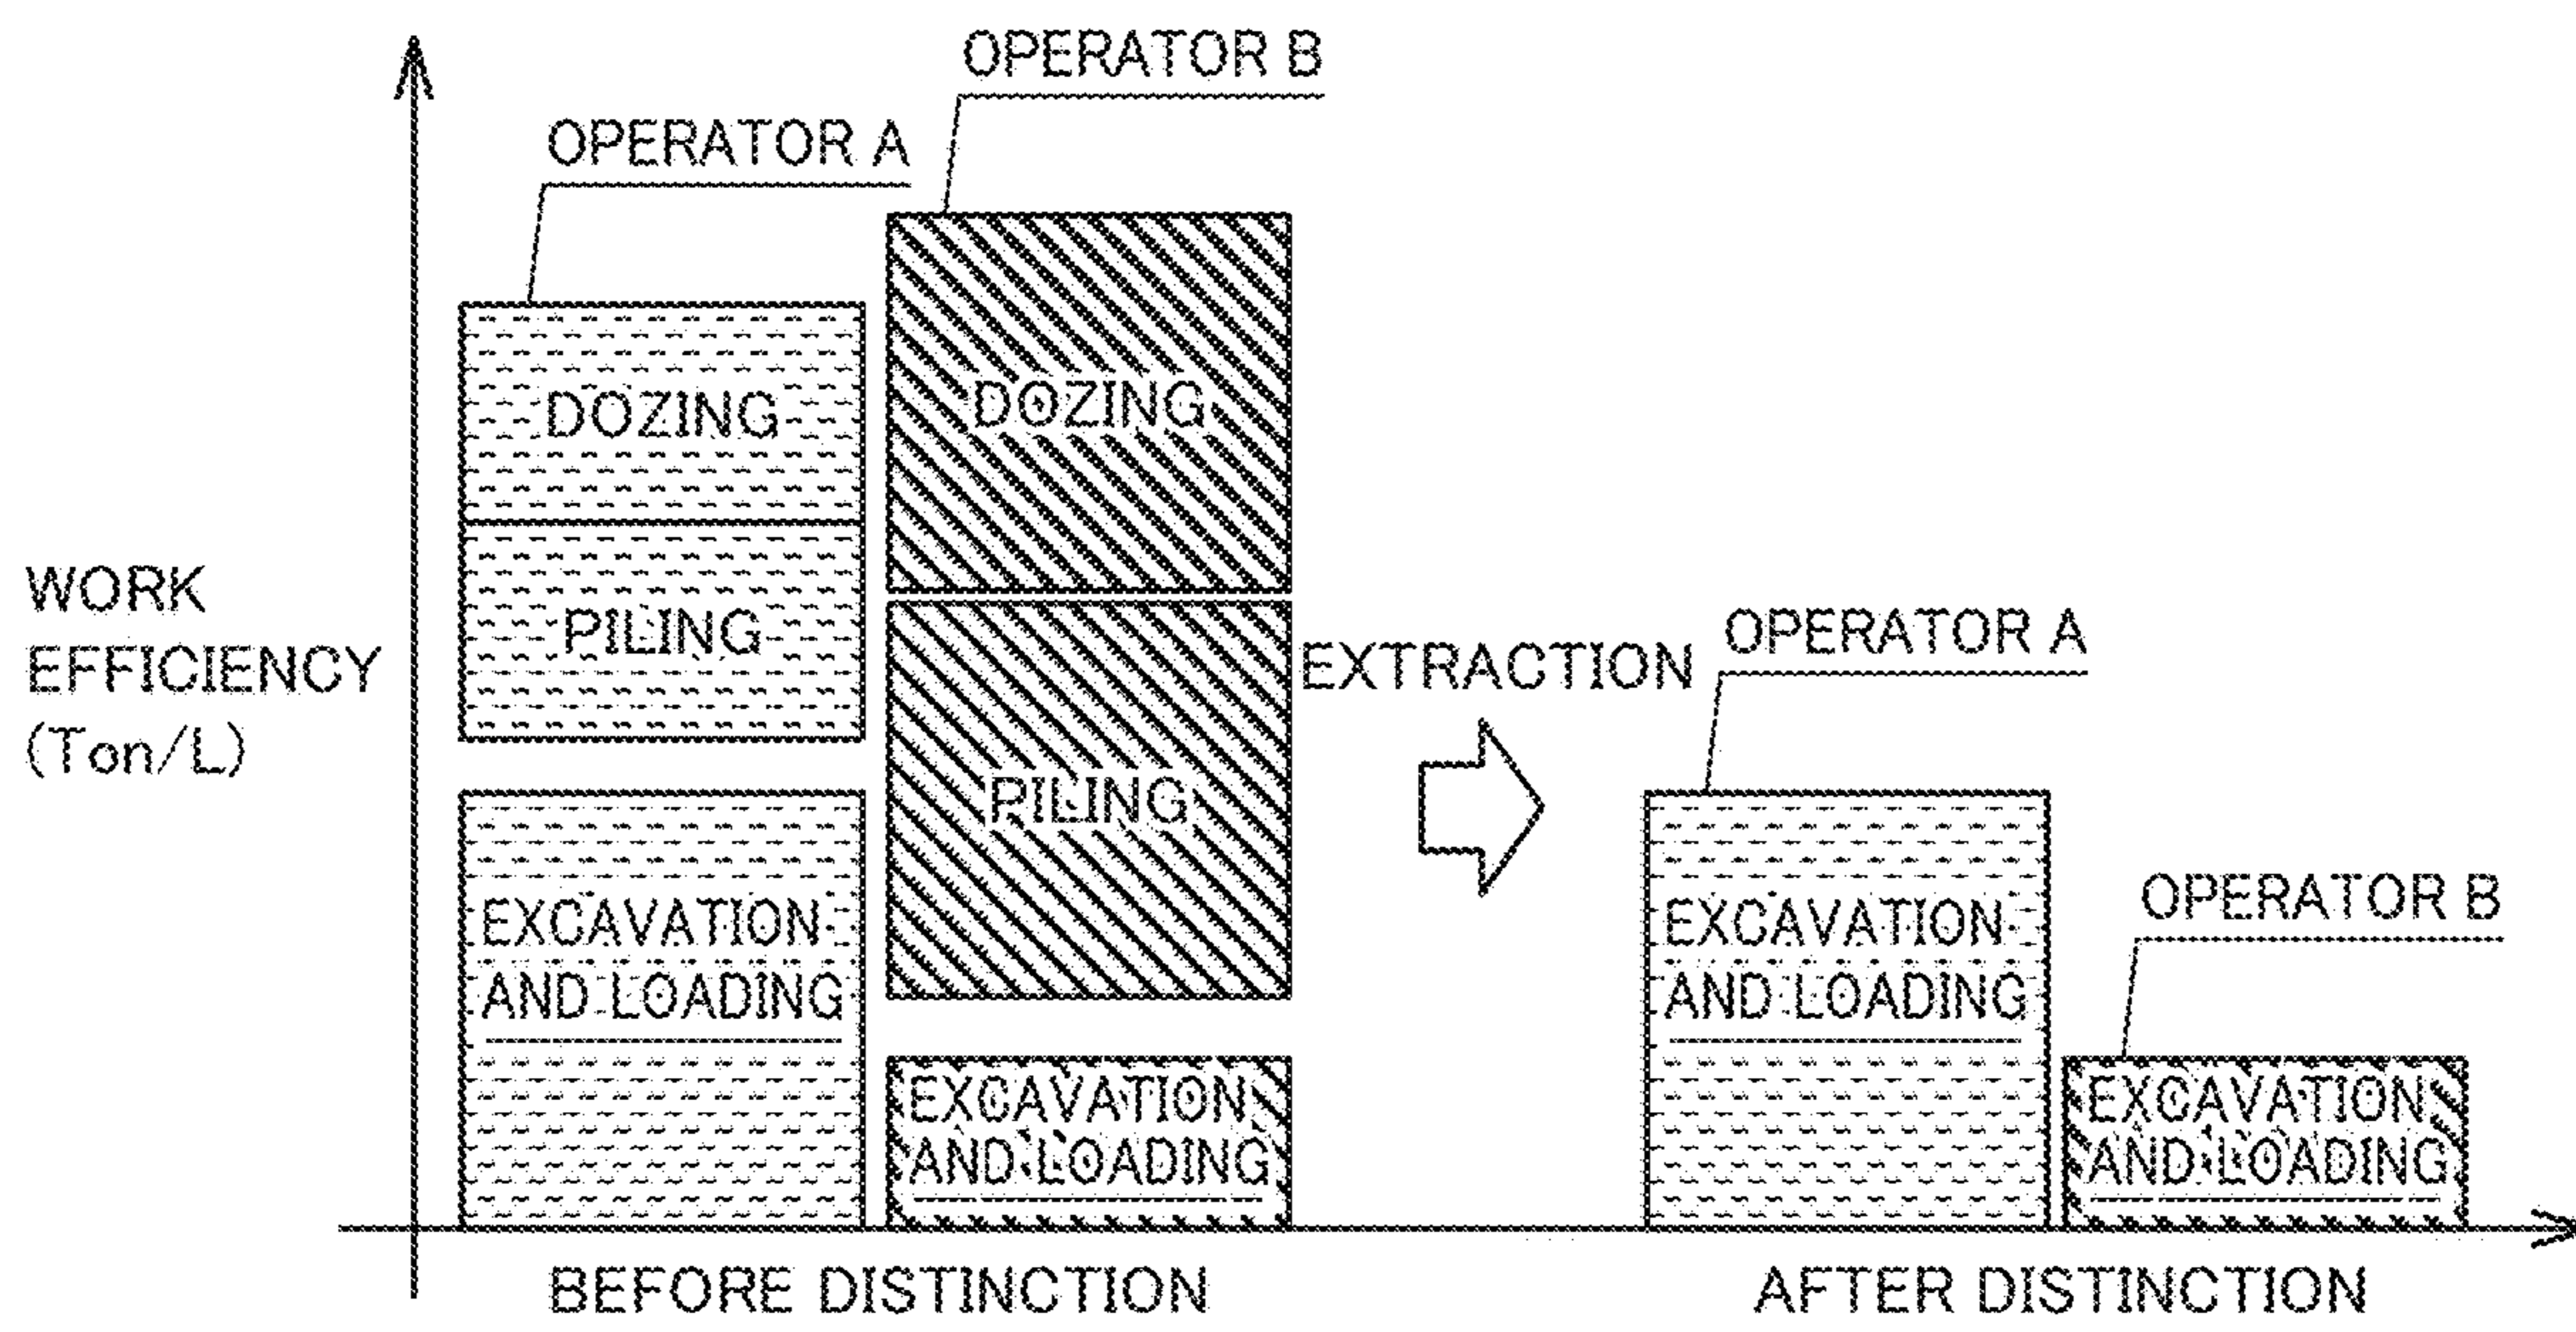 OPERATOR B
OPERATOR A
DOZING
DOZING
WORK
EFFICIENCY
(Ton/L)
PILING
PILING
EXTRACTION
OPERATOR A
OPERATOR B
EXCAVATION
AND LOADING
EXCAVATION
AND LOADING
EXCAVATION
AND LOADING
EXCAVATION
AND LOADING
BEFORE DISTINCTION
AFTER DISTINCTION